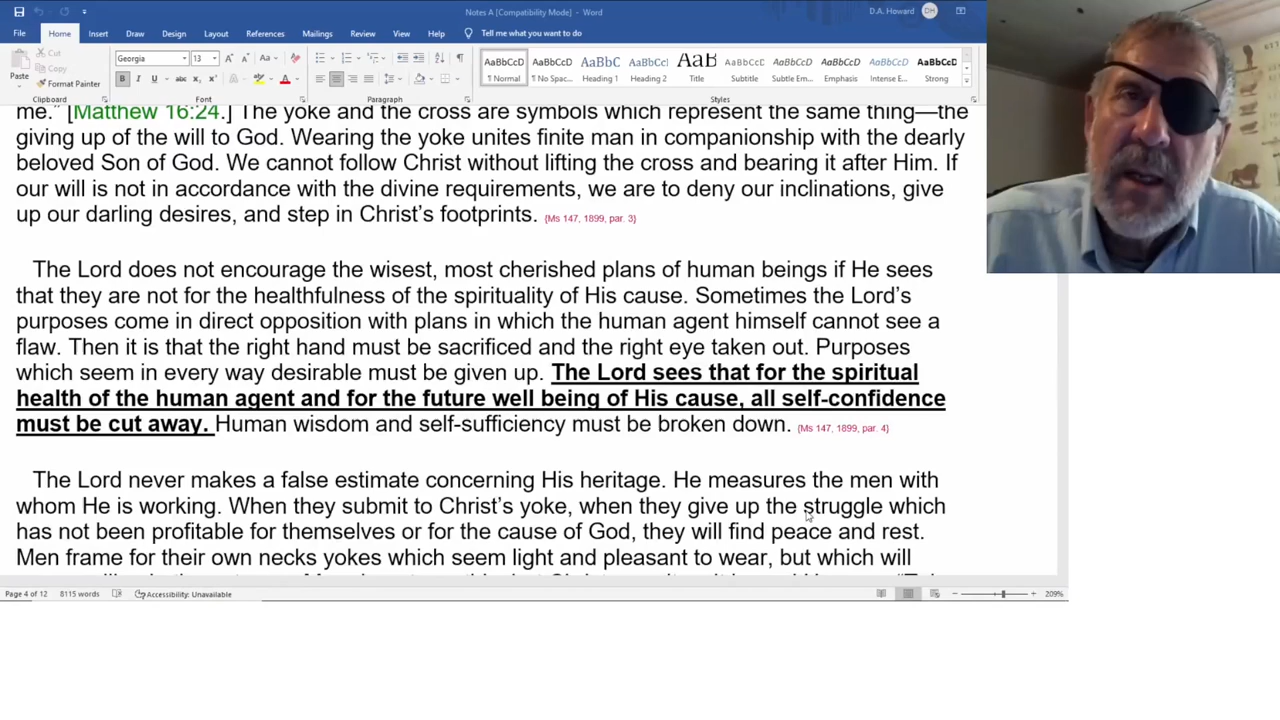 Notes A [Compatibility Mode] - Word
D.A. Howard DH
File Home Insert Draw Design Layout References Mailings Review View Help Tell me what you want to do
Paste Cut Copy Format Painter
Georgia 13
AaBbCcD AaBbCcD AaBbC AaBbCcL AaB AaBbCcD AaBbCcD AaBbCcD AaBbCcD AaBbCcD
¶ Normal ¶ No Spac... Heading 1 Heading 2 Title Subtitle Subtle Em... Emphasis Intense E... Strong
Clipboard Font Paragraph Styles
me.” [Matthew 16:24.] The yoke and the cross are symbols which represent the same thing—the
giving up of the will to God. Wearing the yoke unites finite man in companionship with the dearly
beloved Son of God. We cannot follow Christ without lifting the cross and bearing it after Him. If
our will is not in accordance with the divine requirements, we are to deny our inclinations, give
up our darling desires, and step in Christ’s footprints. {Ms 147, 1899, par. 3}
The Lord does not encourage the wisest, most cherished plans of human beings if He sees
that they are not for the healthfulness of the spirituality of His cause. Sometimes the Lord’s
purposes come in direct opposition with plans in which the human agent himself cannot see a
flaw. Then it is that the right hand must be sacrificed and the right eye taken out. Purposes
which seem in every way desirable must be given up. The Lord sees that for the spiritual
health of the human agent and for the future well being of His cause, all self-confidence
must be cut away. Human wisdom and self-sufficiency must be broken down. {Ms 147, 1899, par. 4}
The Lord never makes a false estimate concerning His heritage. He measures the men with
whom He is working. When they submit to Christ’s yoke, when they give up the struggle which
has not been profitable for themselves or for the cause of God, they will find peace and rest.
Men frame for their own necks yokes which seem light and pleasant to wear, but which will
Page 4 of 12 8115 words Accessibility: Unavailable 209%